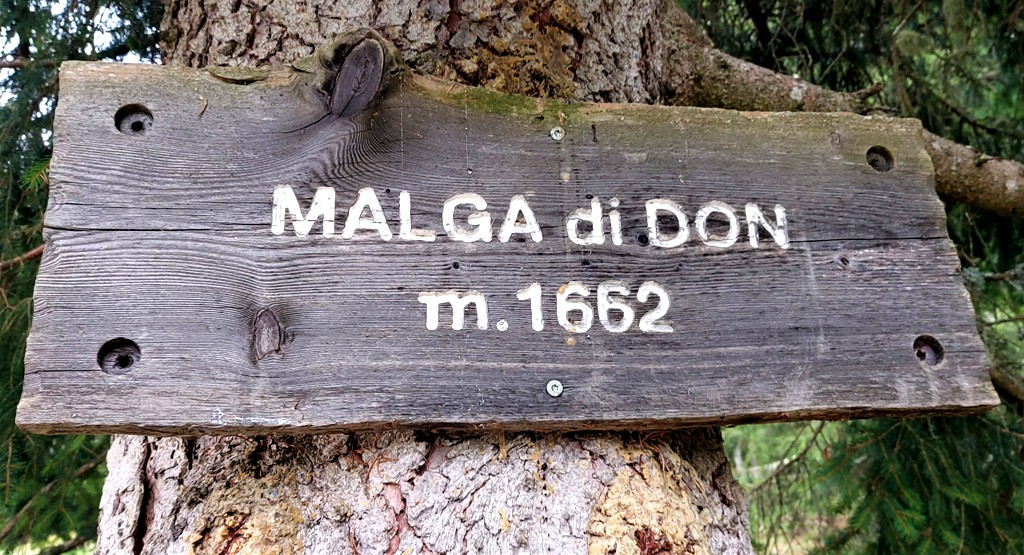 MALGA di DON
m. 1662